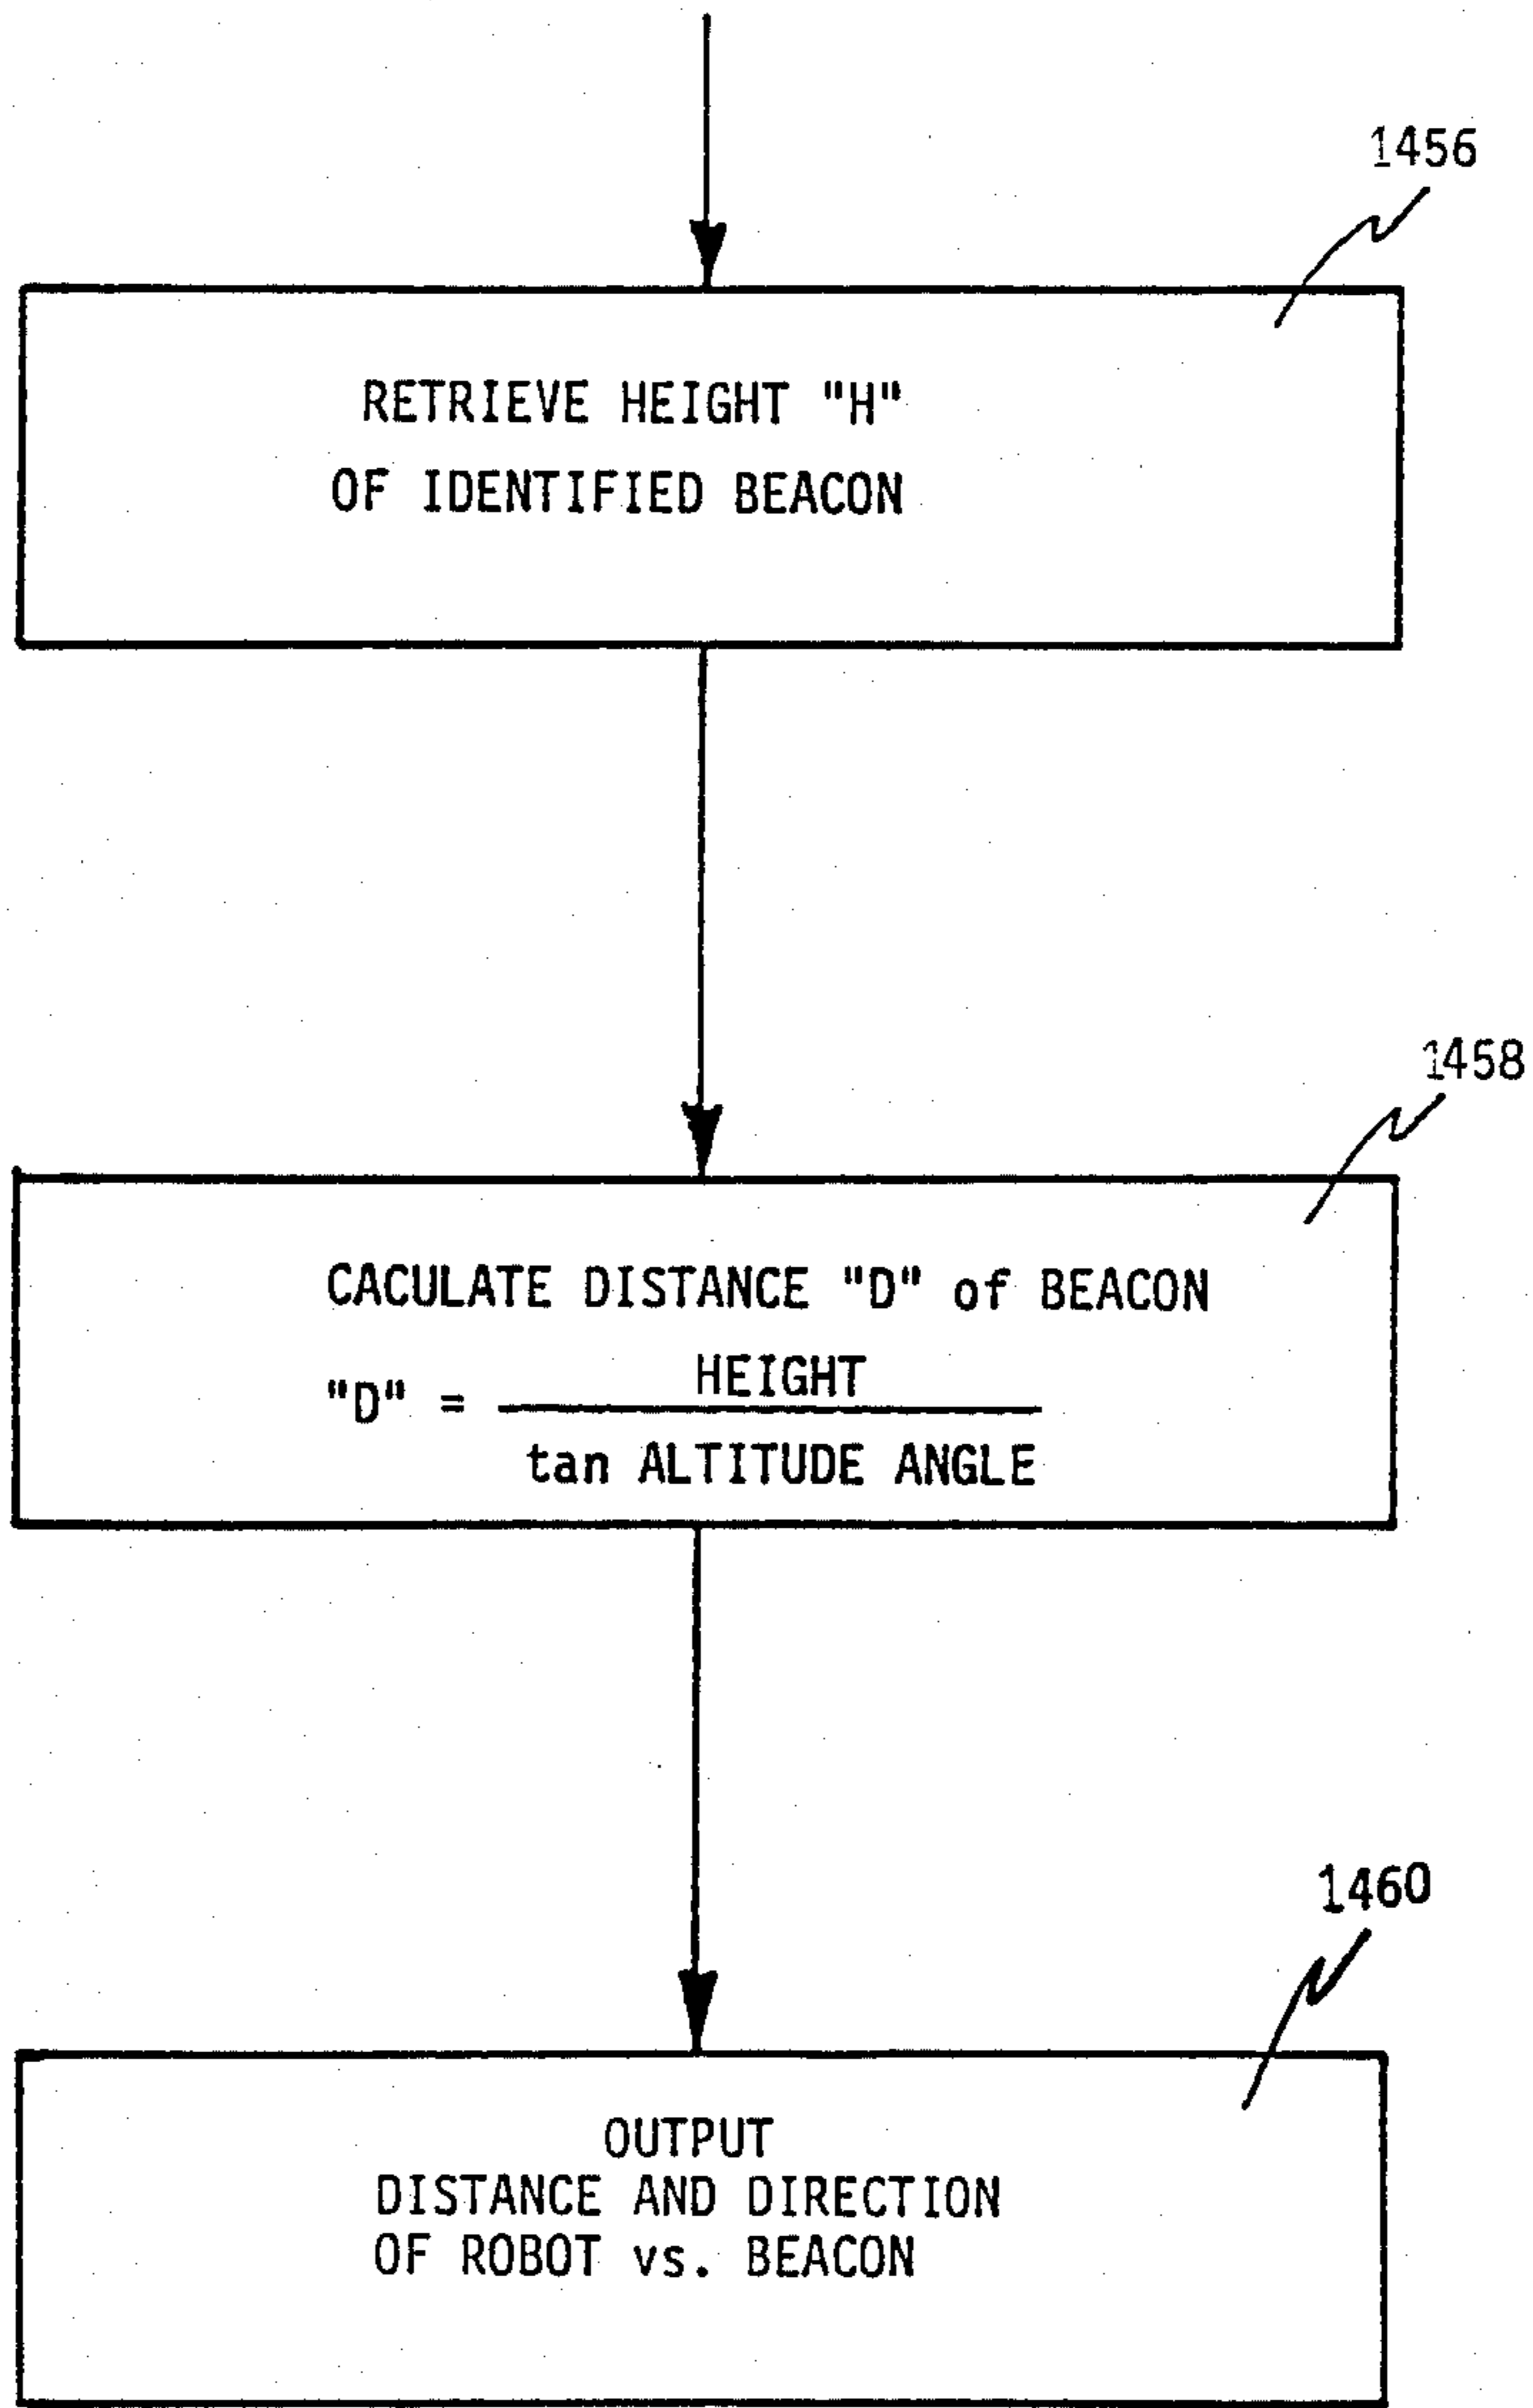 1456
RETRIEVE HEIGHT "H"
OF IDENTIFIED BEACON
1458
CACULATE DISTANCE "D" of BEACON
"D" = HEIGHT
tan ALTITUDE ANGLE
1460
OUTPUT
DISTANCE AND DIRECTION
OF ROBOT vs. BEACON